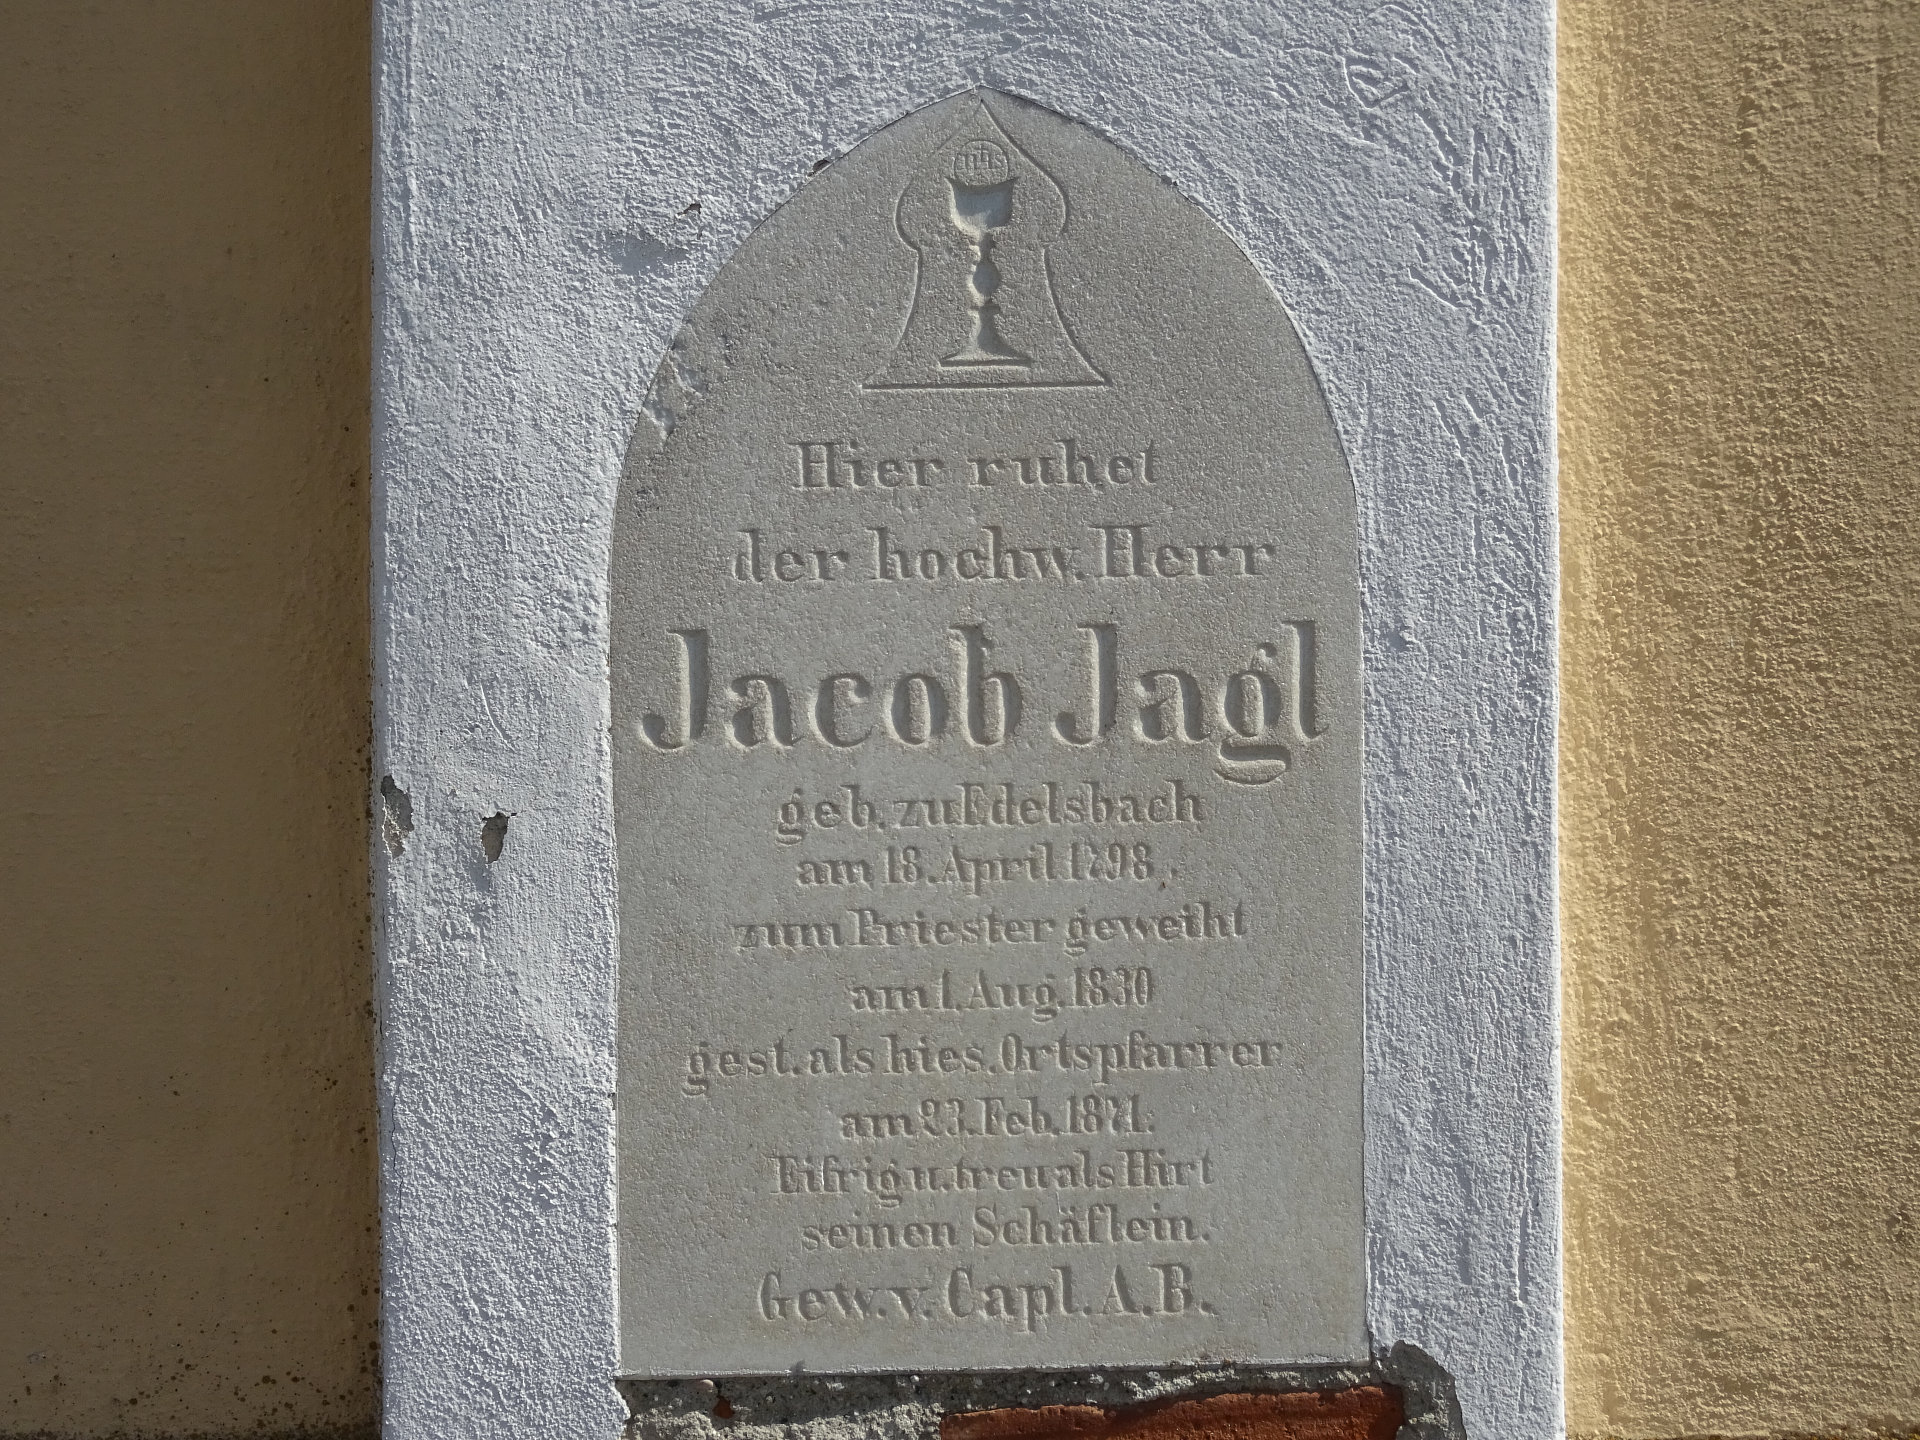 IHS
Hier ruhet
der hochw. Herr
Jacob Jagl
geb. zu Edelsbach
am 18. April 1798.
zum Priester geweiht
am 1. Aug. 1830
gest. als hies. Ortspfarrer
am 23. Feb. 1871.
Eifrig u. treu als Hirt
seinen Schäflein.
Gew. v. Capl. A. B.